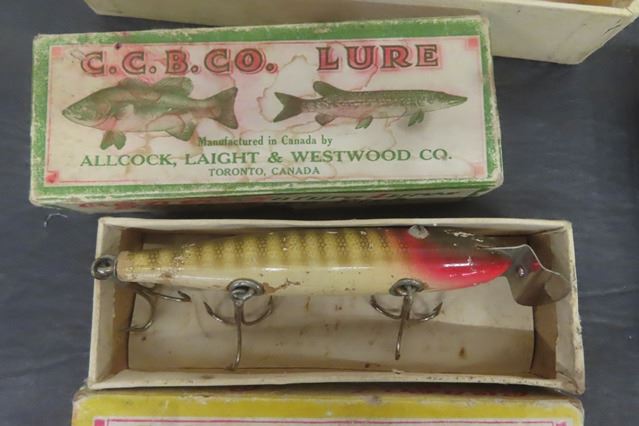 C.C.B.CO. LURE
Manufactured in Canada by
ALLCOCK, LAIGHT & WESTWOOD CO.
TORONTO, CANADA